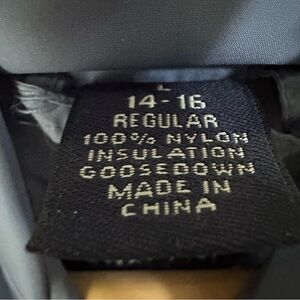 L
14-16
REGULAR
100% NYLON
INSULATION
GOOSEDOWN
MADE IN
CHINA